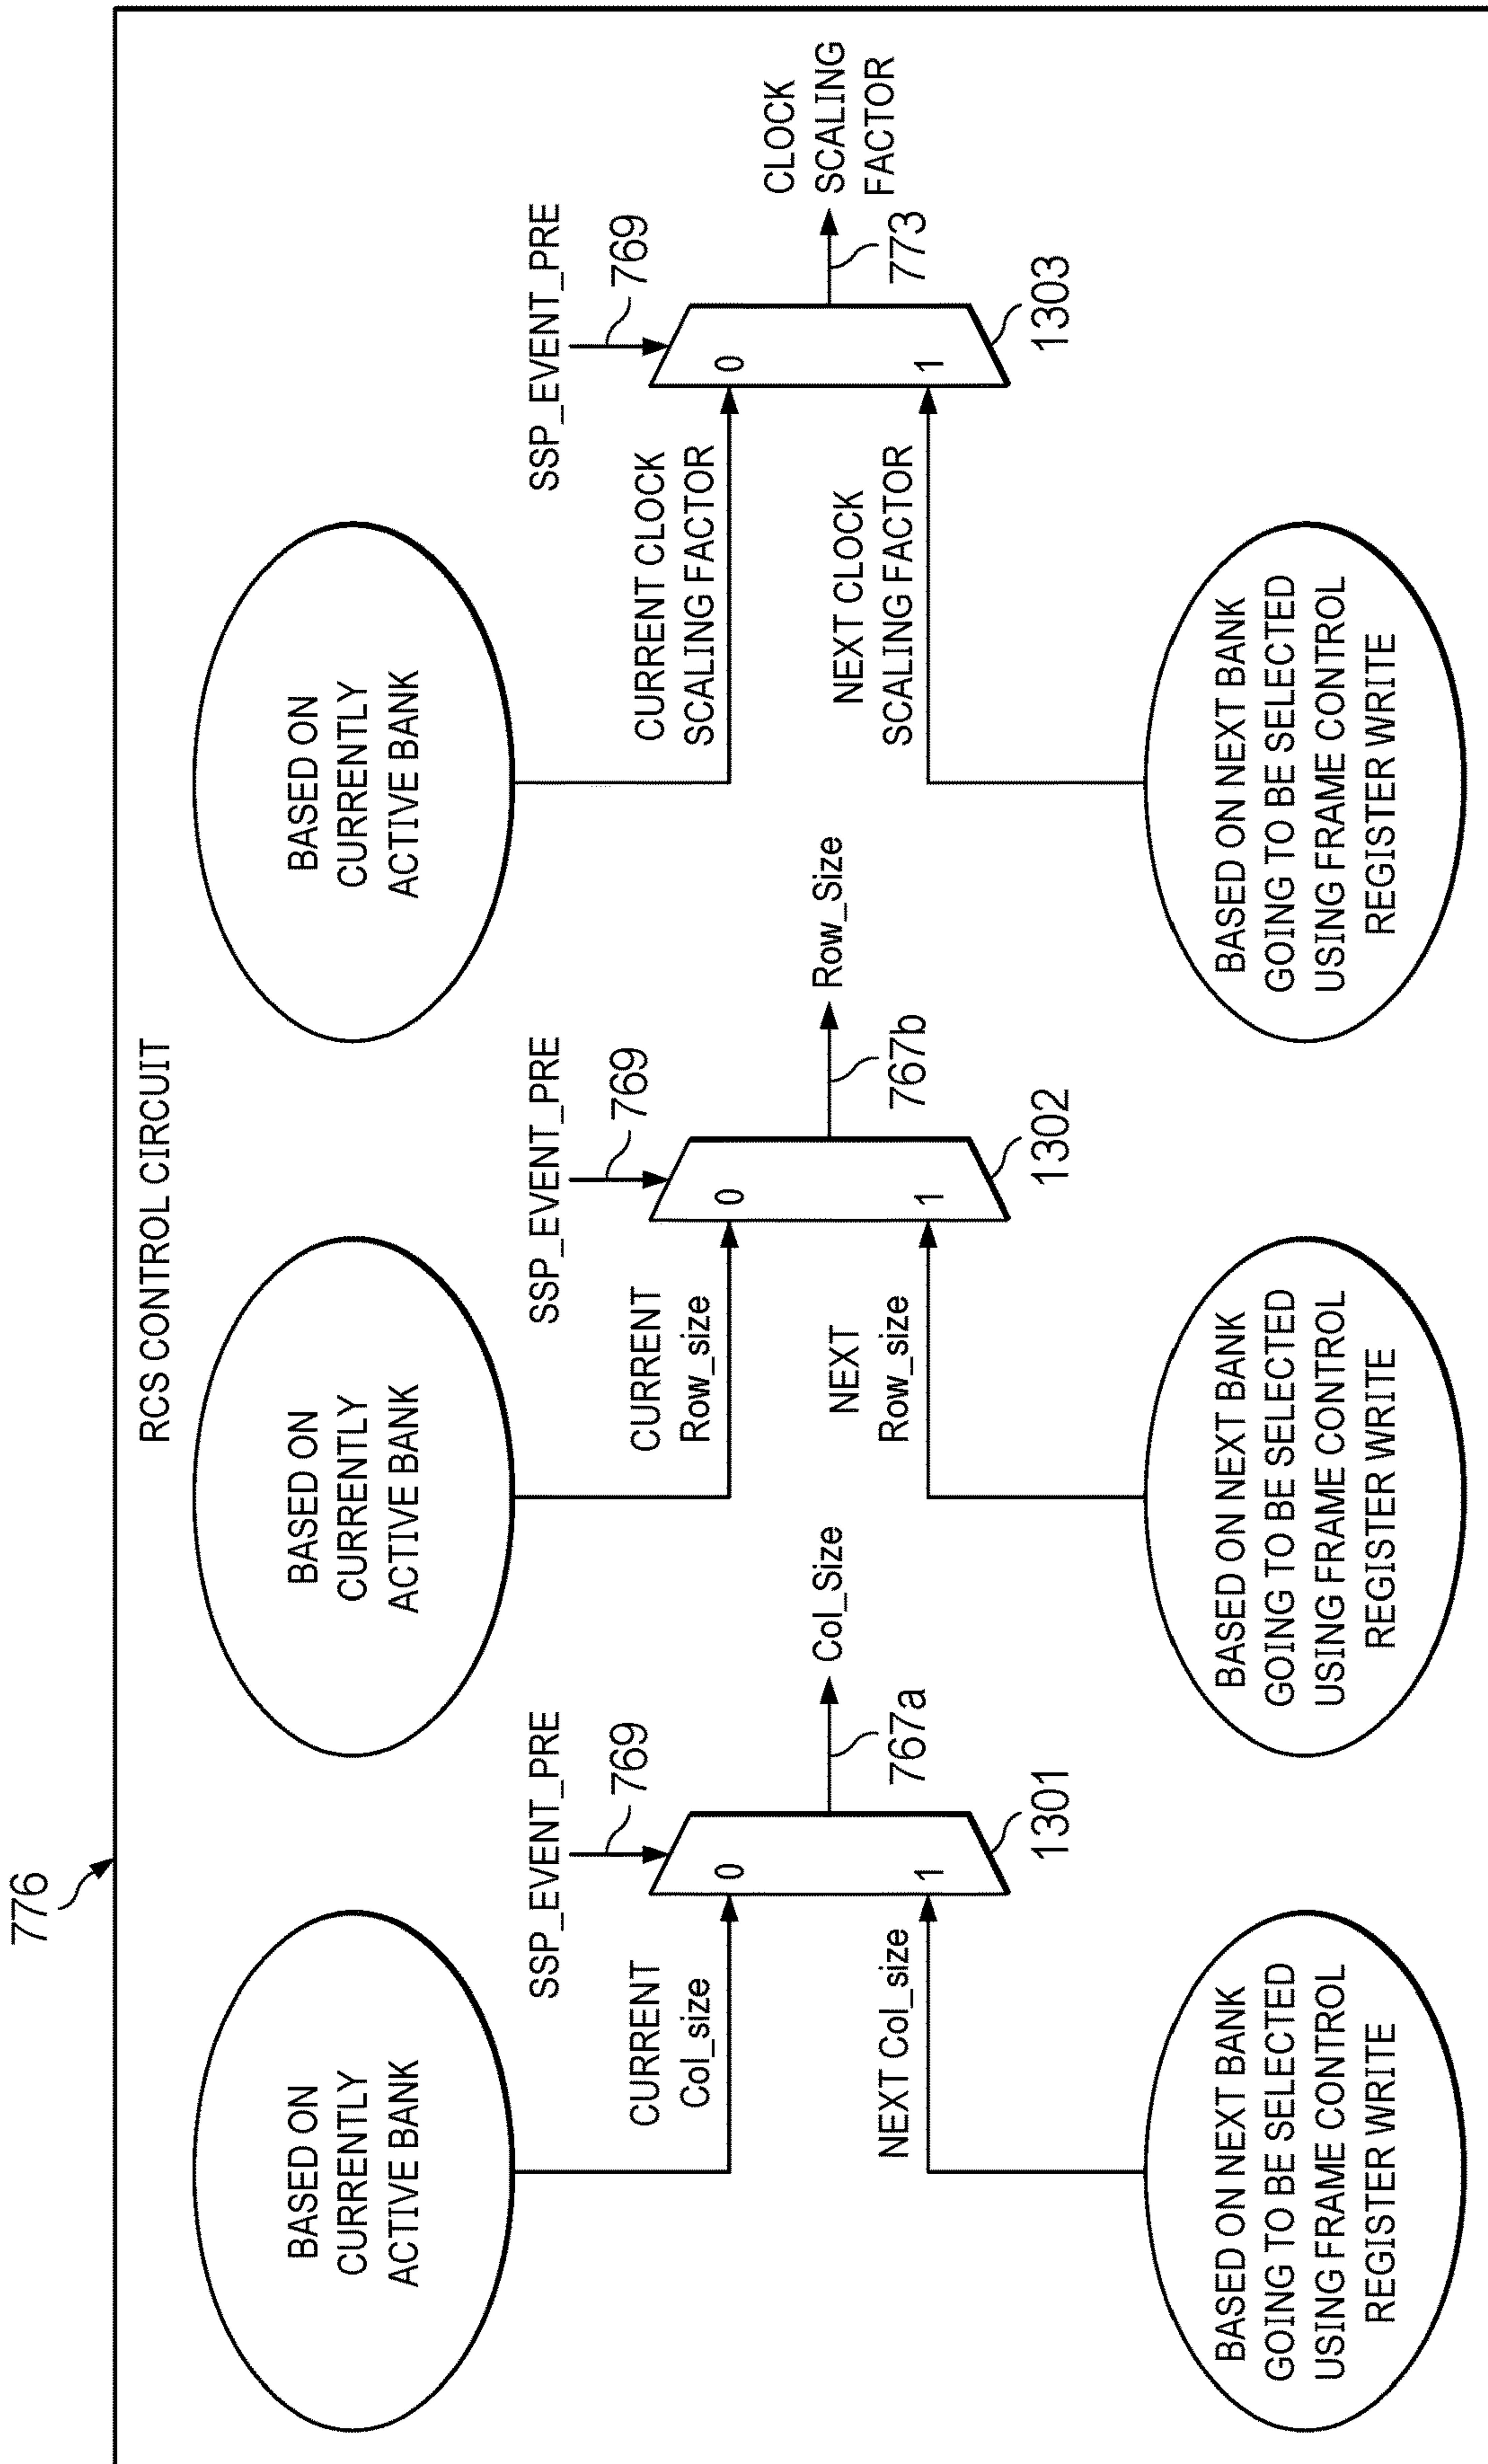 776
RCS CONTROL CIRCUIT
BASED ON
CURRENTLY
ACTIVE BANK
SSP_EVENT_PRE
769
CURRENT
Col_size
0
NEXT Col_size
1
Col_Size
767a
1301
BASED ON NEXT BANK
GOING TO BE SELECTED
USING FRAME CONTROL
REGISTER WRITE
BASED ON
CURRENTLY
ACTIVE BANK
SSP_EVENT_PRE
769
CURRENT
Row_size
0
NEXT
Row_size
1
Row_Size
767b
1302
BASED ON NEXT BANK
GOING TO BE SELECTED
USING FRAME CONTROL
REGISTER WRITE
BASED ON
CURRENTLY
ACTIVE BANK
SSP_EVENT_PRE
769
CURRENT CLOCK
SCALING FACTOR
0
NEXT CLOCK
SCALING FACTOR
1
CLOCK
SCALING
FACTOR
773
1303
BASED ON NEXT BANK
GOING TO BE SELECTED
USING FRAME CONTROL
REGISTER WRITE